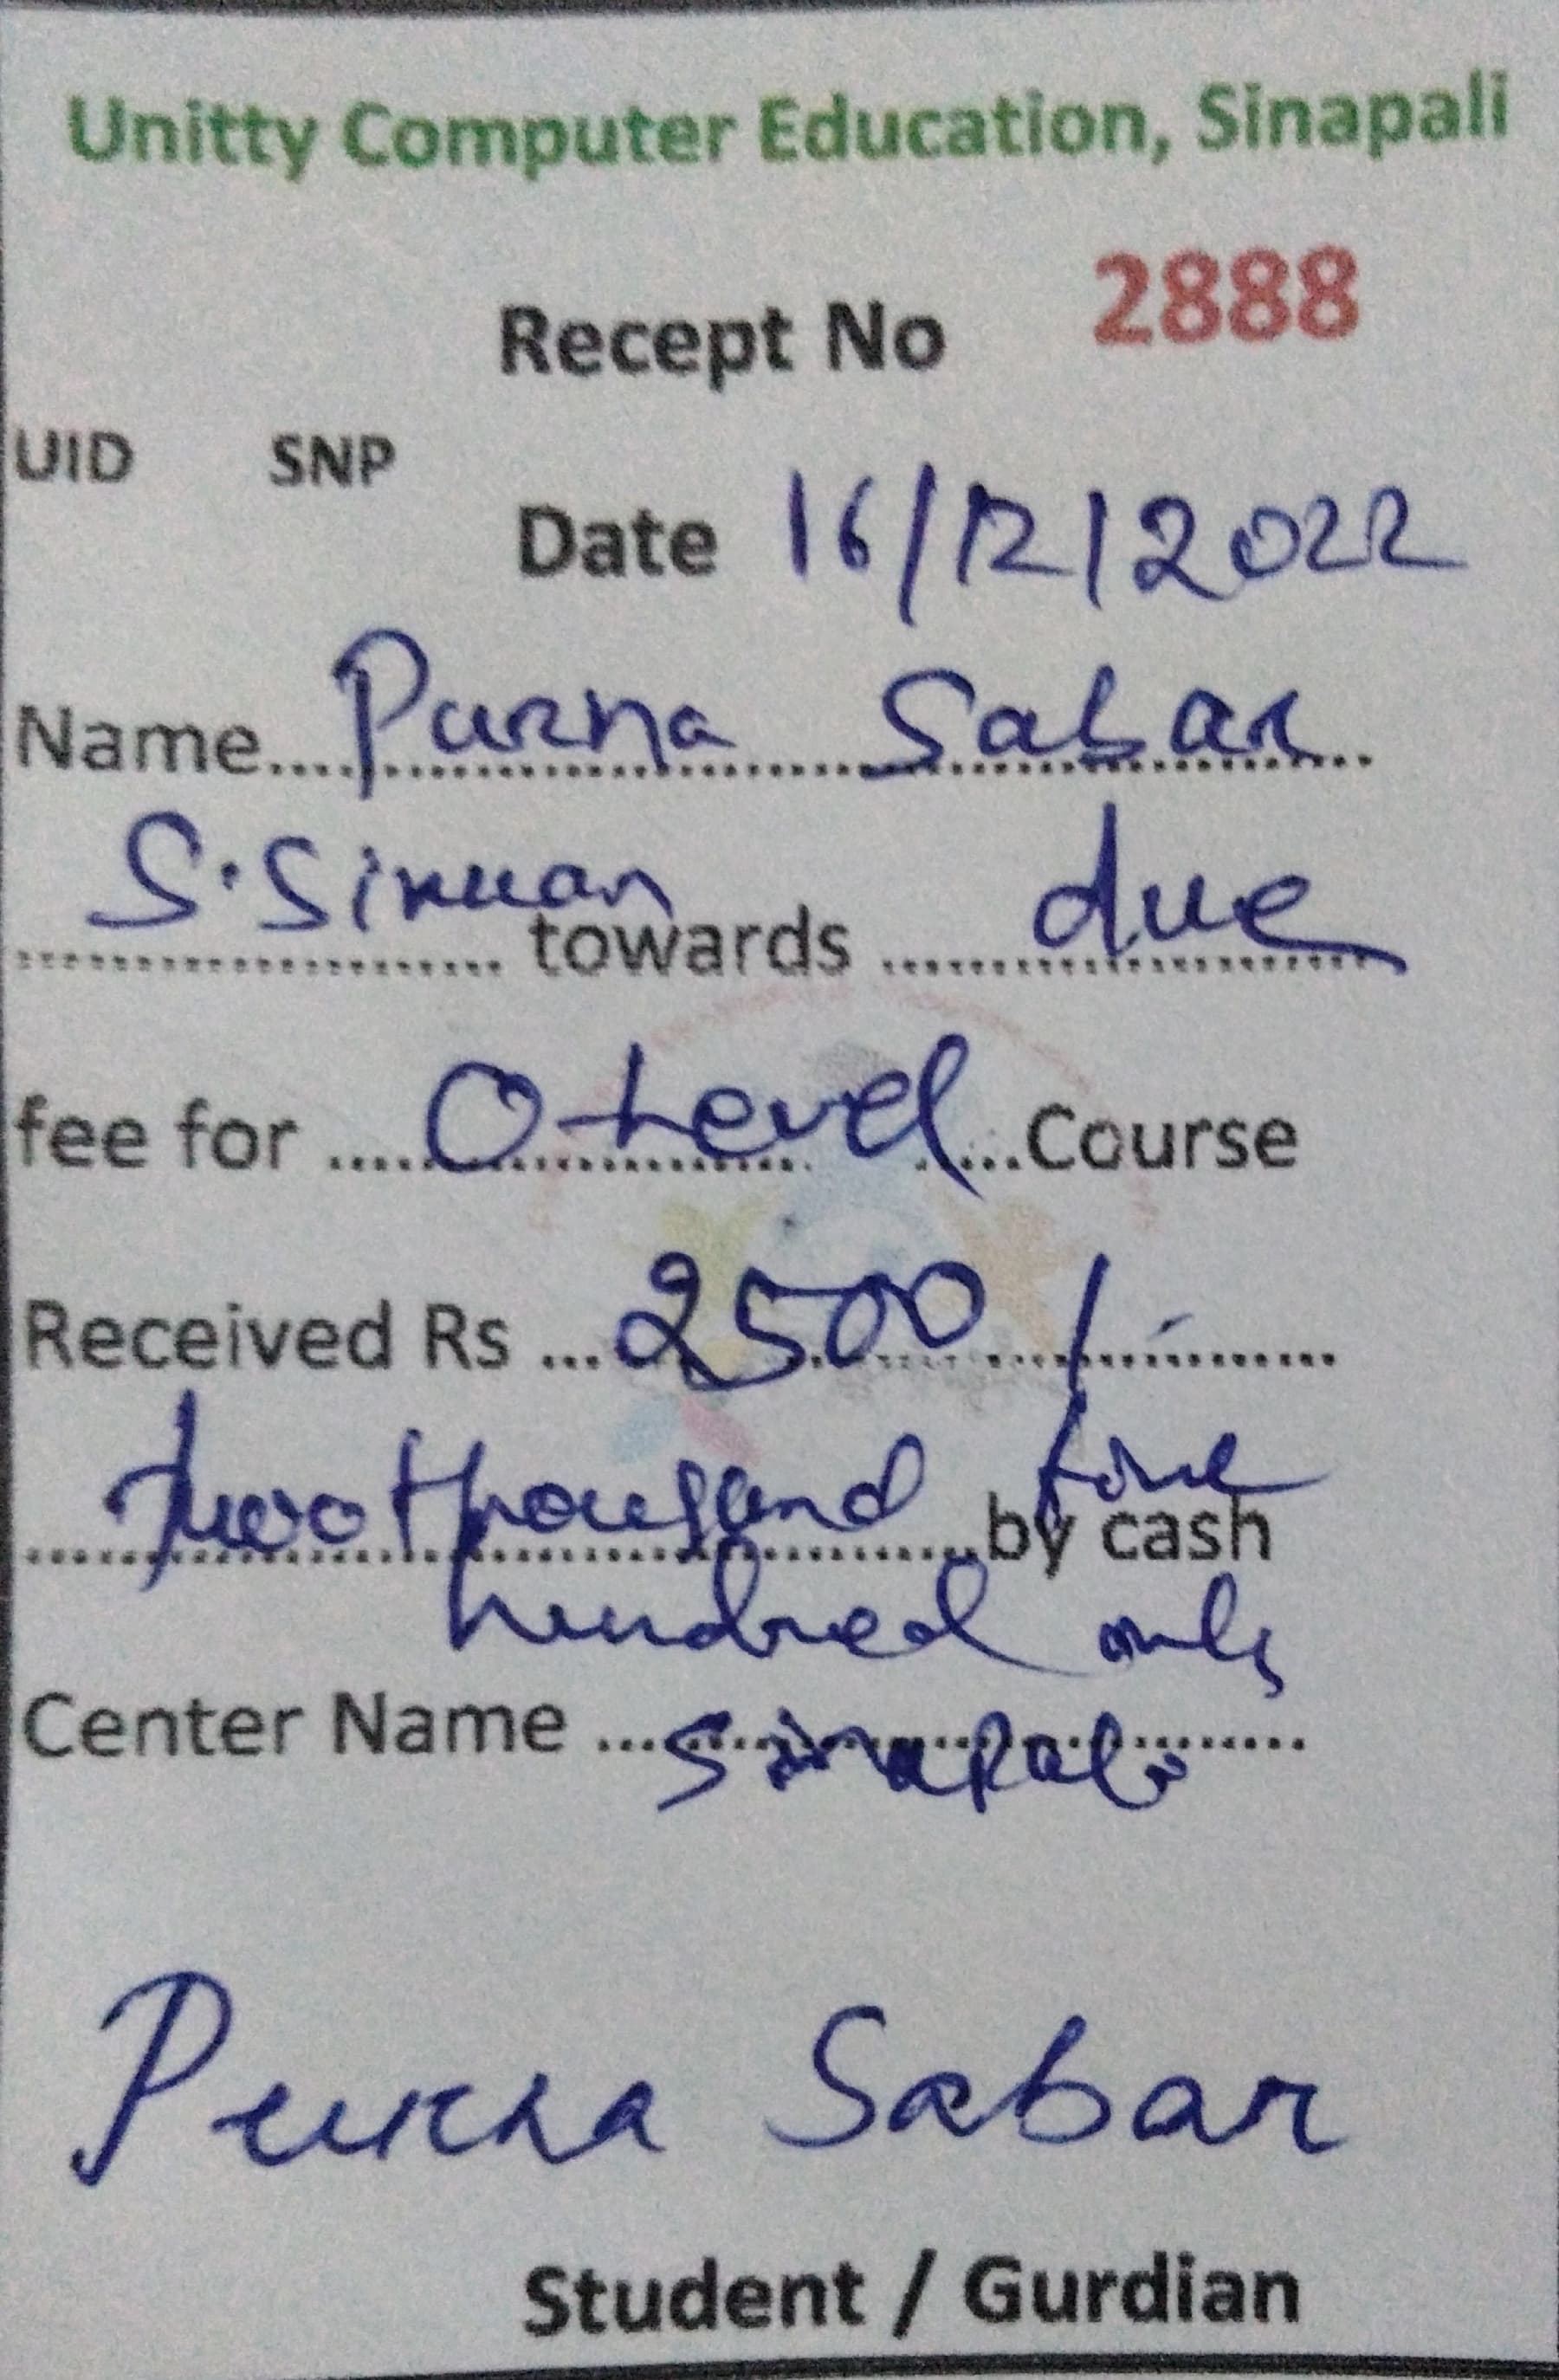 Unitty Computer Education, Sinapali
Recept No 2888
UID SNP
Date 16/12/2022
Name.... Purna Sabar
S. towards due
fee for ..... O Level ....Course
Received Rs ... 2500/-
Two thousand five by cash
hundred only
Center Name ... Sinapali
Purna Sabar
Student / Gurdian